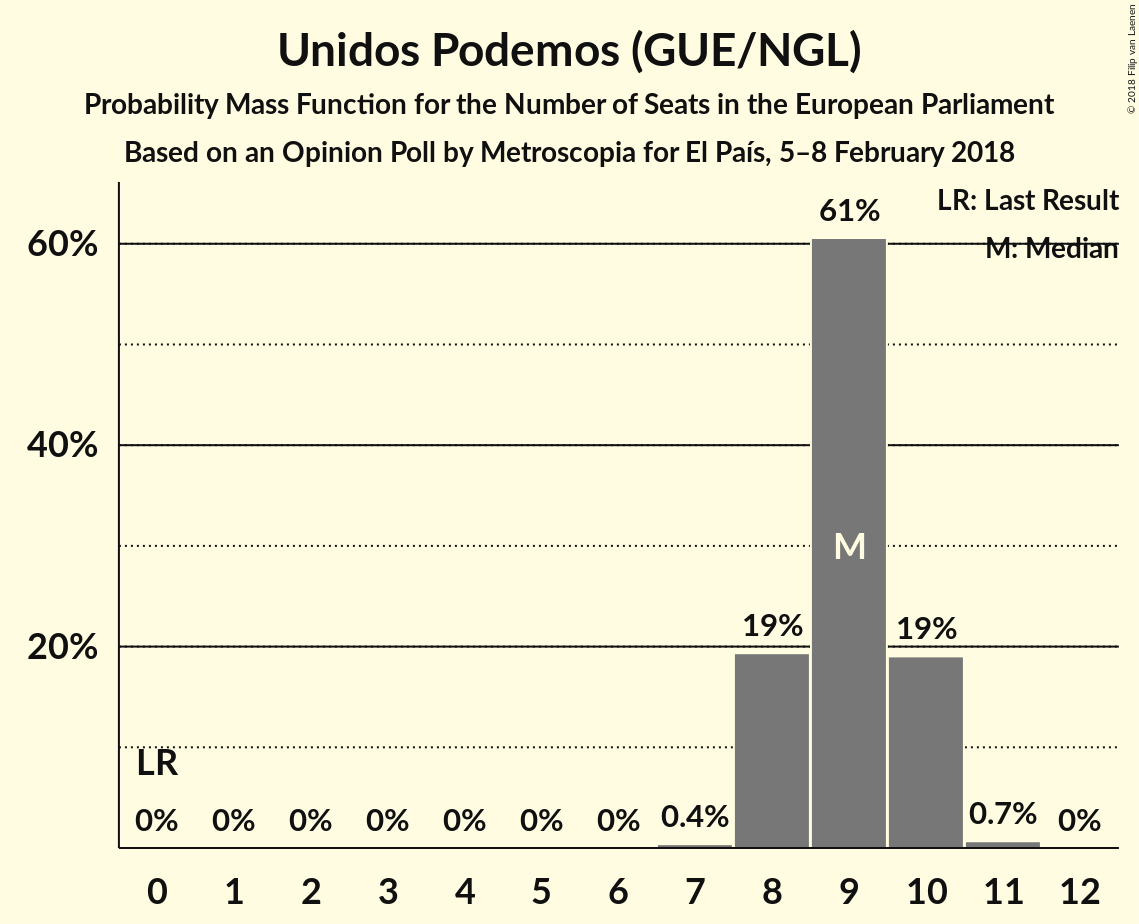 Unidos Podemos (GUE/NGL)
Probability Mass Function for the Number of Seats in the European Parliament
Based on an Opinion Poll by Metroscopia for El País, 5–8 February 2018
© 2018 Filip van Laenen
LR: Last Result
M: Median
60%
40%
20%
61%
M
19%
19%
LR
0%
0%
0%
0%
0%
0%
0%
0.4%
0.7%
0%
0 1 2 3 4 5 6 7 8 9 10 11 12